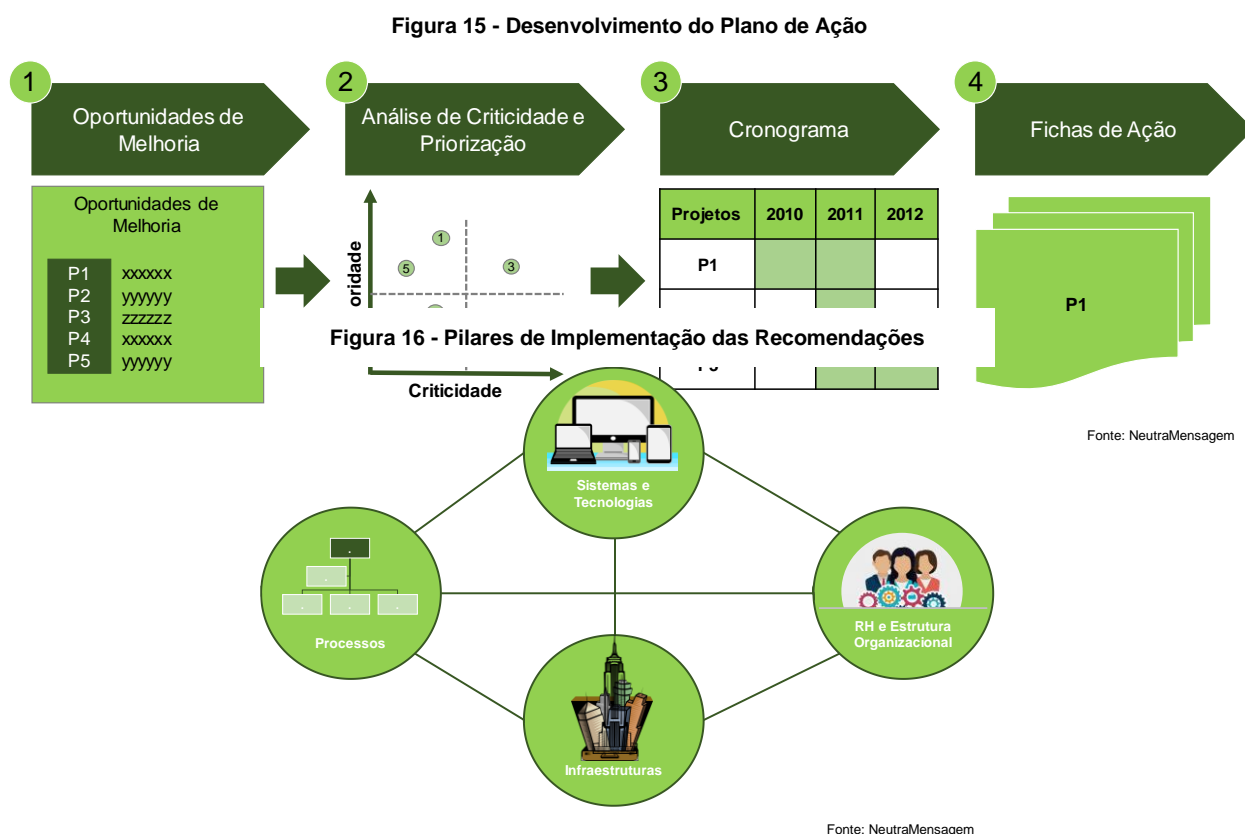 Figura 15 - Desenvolvimento do Plano de Ação
1
Oportunidades de
Melhoria
2
Análise de Criticidade e
Priorização
3
Cronograma
4
Fichas de Ação
Oportunidades de
Melhoria
P1 xxxxxx
P2 yyyyyy
P3 zzzzzz
P4 xxxxxx
P5 yyyyyy
oridade
1
5
3
Criticidade
Projetos 2010 2011 2012
P1
P1
Figura 16 - Pilares de Implementação das Recomendações
Fonte: NeutraMensagem
Sistemas e
Tecnologias
Processos
RH e Estrutura
Organizacional
Infraestruturas
Fonte: NeutraMensagem